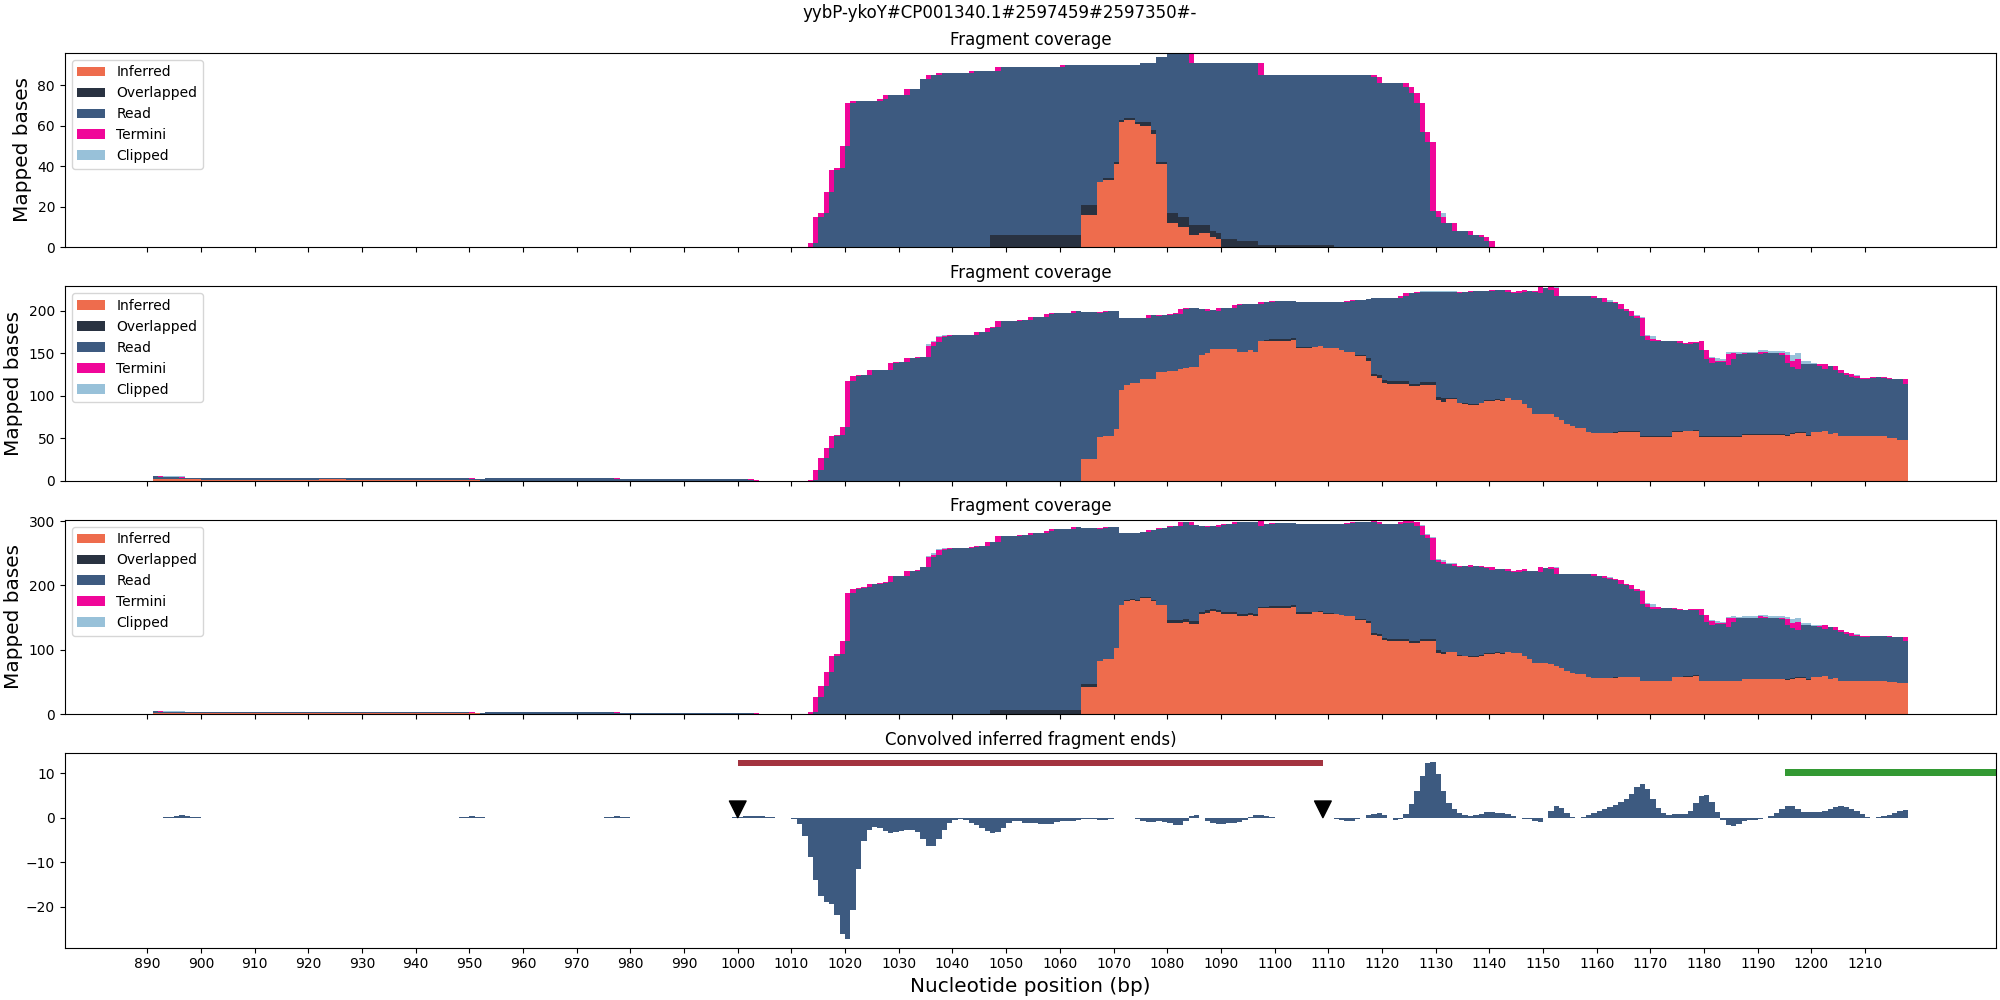 yybP-ykoY#CP001340.1#2597459#2597350#-
Fragment coverage
Mapped bases
80
60
40
20
0
Inferred
Overlapped
Read
Termini
Clipped
Fragment coverage
Mapped bases
200
150
100
50
0
Inferred
Overlapped
Read
Termini
Clipped
Fragment coverage
Mapped bases
300
200
100
0
Inferred
Overlapped
Read
Termini
Clipped
Convolved inferred fragment ends)
10
0
−10
−20
890 900 910 920 930 940 950 960 970 980 990 1000 1010 1020 1030 1040 1050 1060 1070 1080 1090 1100 1110 1120 1130 1140 1150 1160 1170 1180 1190 1200 1210
Nucleotide position (bp)